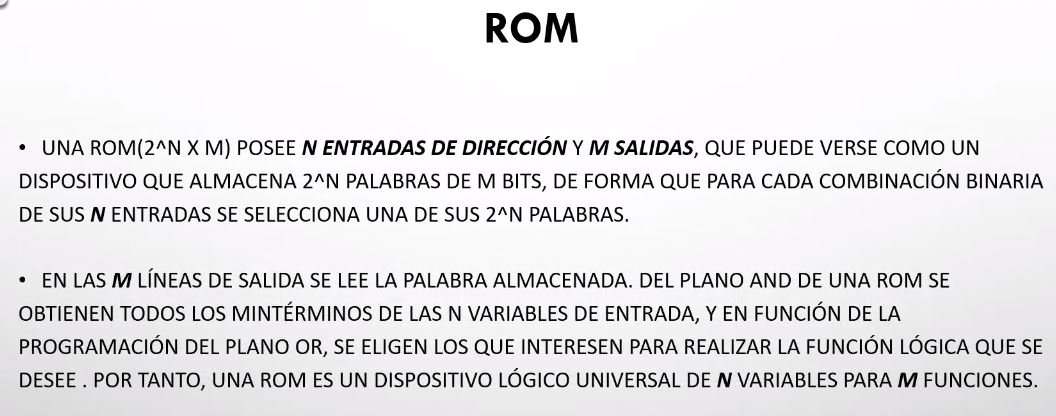 ROM
• UNA ROM(2^N X M) POSEE N ENTRADAS DE DIRECCIÓN Y M SALIDAS, QUE PUEDE VERSE COMO UN
DISPOSITIVO QUE ALMACENA 2^N PALABRAS DE M BITS, DE FORMA QUE PARA CADA COMBINACIÓN BINARIA
DE SUS N ENTRADAS SE SELECCIONA UNA DE SUS 2^N PALABRAS.
• EN LAS M LÍNEAS DE SALIDA SE LEE LA PALABRA ALMACENADA. DEL PLANO AND DE UNA ROM SE
OBTIENEN TODOS LOS MINTÉRMINOS DE LAS N VARIABLES DE ENTRADA, Y EN FUNCIÓN DE LA
PROGRAMACIÓN DEL PLANO OR, SE ELIGEN LOS QUE INTERESEN PARA REALIZAR LA FUNCIÓN LÓGICA QUE SE
DESEE . POR TANTO, UNA ROM ES UN DISPOSITIVO LÓGICO UNIVERSAL DE N VARIABLES PARA M FUNCIONES.